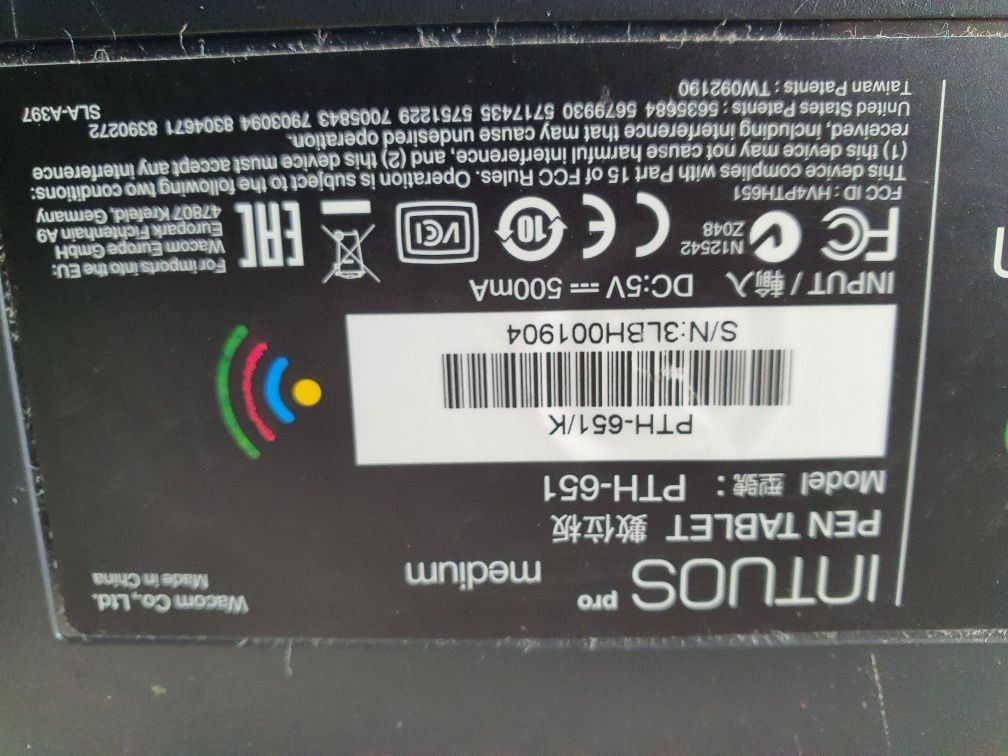 INTUOS pro medium
Wacom Co., Ltd.
Made in China
PEN TABLET 數位板
Model 型號： PTH-651
PTH-651/K
S/N:3LBH001904
INPUT / 輸入 DC:5V ⎓ 500mA
FC
N12542
Z048
CE
10
VCI
EAC
For imports into the EU:
Wacom Europe GmbH
Europark Fichtenhain A9
47807 Krefeld, Germany
FCC ID : HV4PTH651
This device complies with Part 15 of FCC Rules. Operation is subject to the following two conditions:
(1) this device may not cause harmful interference, and (2) this device must accept any interference
received, including interference that may cause undesired operation.
United States Patents : 5635684 5679930 5717435 5751229 7005843 7903094 8304671 8390272
Taiwan Patents : TW092190
SLA-A397